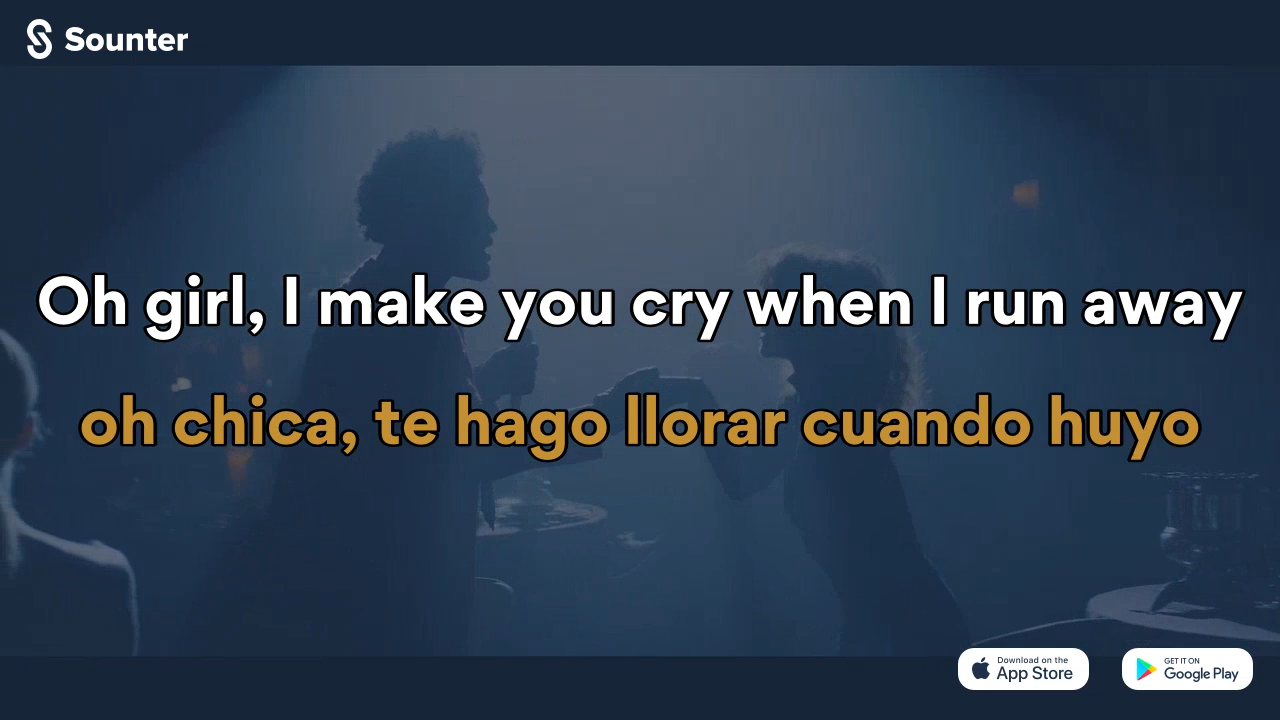 Sounter
Oh girl, I make you cry when I run away
oh chica, te hago llorar cuando huyo
Download on the
App Store
GET IT ON
Google Play